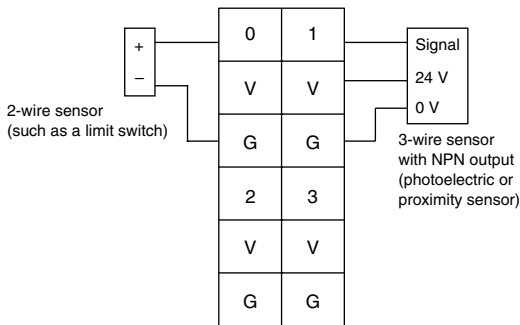 +
–
2-wire sensor
(such as a limit switch)
0 1
V V
G G
2 3
V V
G G
Signal
24 V
0 V
3-wire sensor
with NPN output
(photoelectric or
proximity sensor)